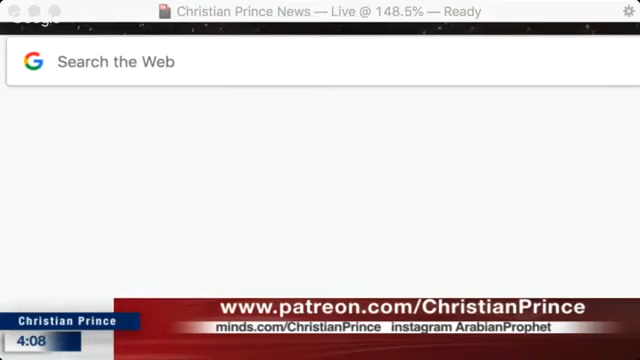 Christian Prince News — Live @ 148.5% — Ready
Search the Web
www.patreon.com/ChristianPrince
Christian Prince
minds.com/ChristianPrince instagram ArabianProphet
4:08